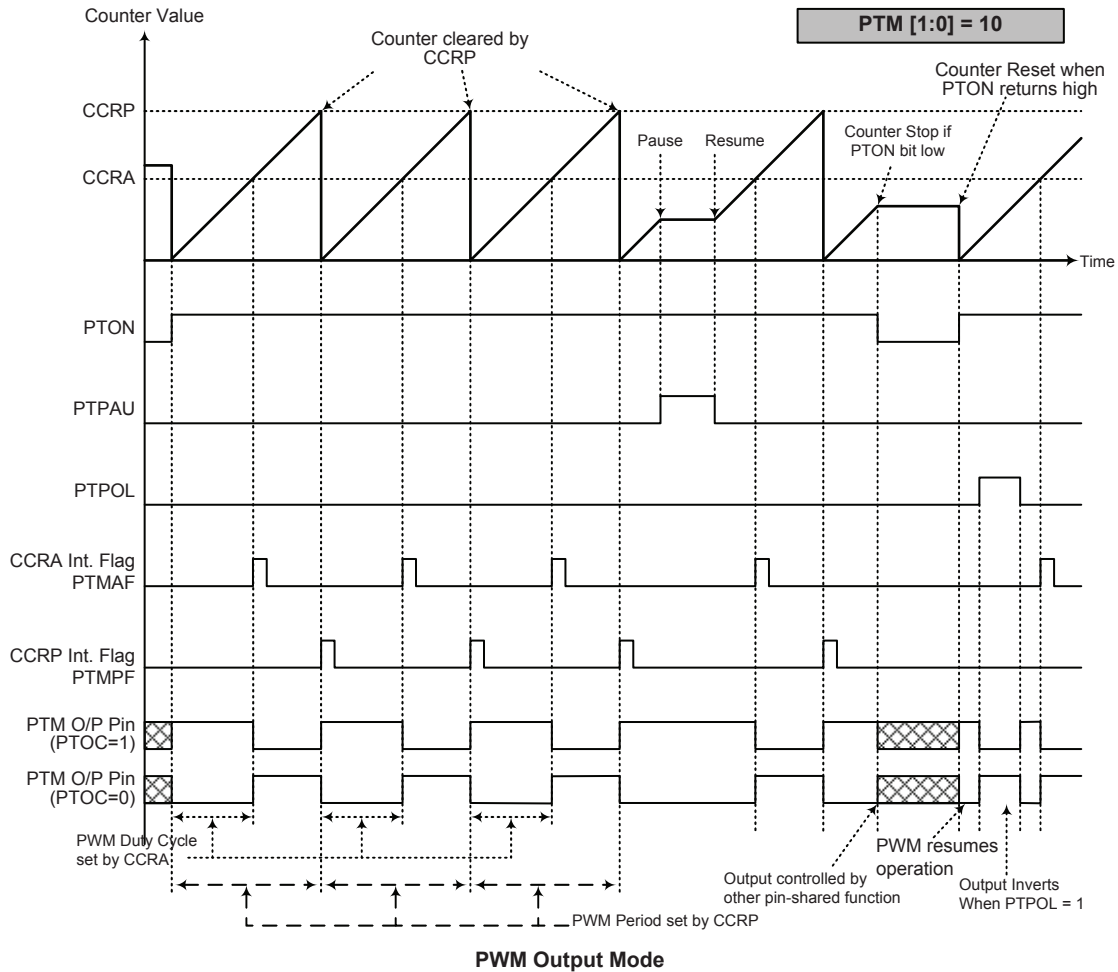 Counter Value
PTM [1:0] = 10
Counter cleared by
CCRP
Counter Reset when
PTON returns high
CCRP
Pause
Resume
Counter Stop if
PTON bit low
CCRA
Time
PTON
PTPAU
PTPOL
CCRA Int. Flag
PTMAF
CCRP Int. Flag
PTMPF
PTM O/P Pin
(PTOC=1)
PTM O/P Pin
(PTOC=0)
PWM Duty Cycle
set by CCRA
PWM resumes
operation
Output controlled by
other pin-shared function
Output Inverts
When PTPOL = 1
PWM Period set by CCRP
PWM Output Mode